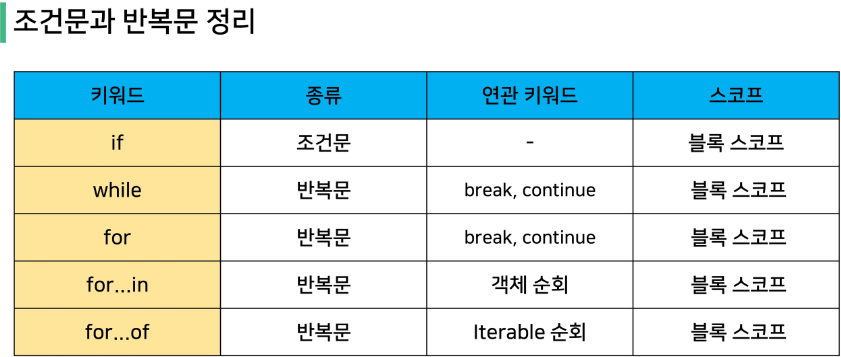 조건문과 반복문 정리
키워드 종류 연관 키워드 스코프
if 조건문 - 블록 스코프
while 반복문 break, continue 블록 스코프
for 반복문 break, continue 블록 스코프
for...in 반복문 객체 순회 블록 스코프
for...of 반복문 Iterable 순회 블록 스코프